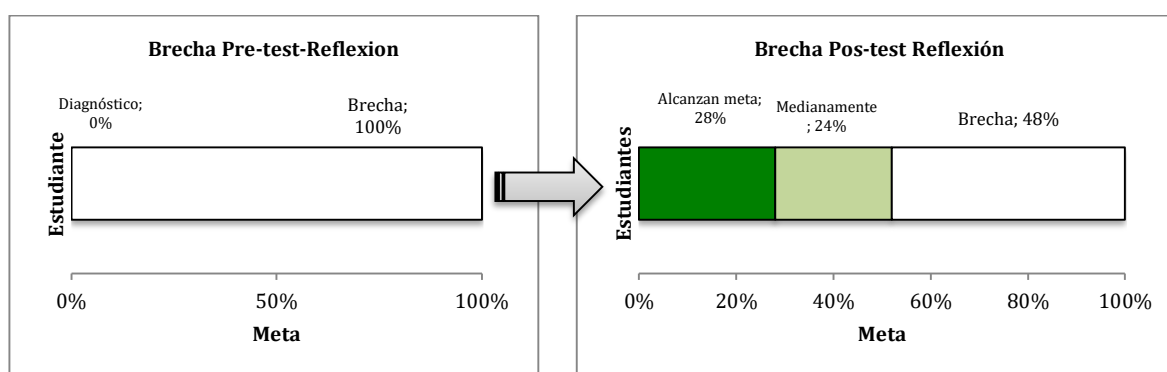 Brecha Pre-test-Reflexion
Diagnóstico;
0%
Brecha;
100%
Estudiante
0%
50%
100%
Meta
Brecha Pos-test Reflexión
Alcanzan meta;
28%
Medianamente
; 24%
Brecha; 48%
Estudiantes
0%
20%
40%
60%
80%
100%
Meta